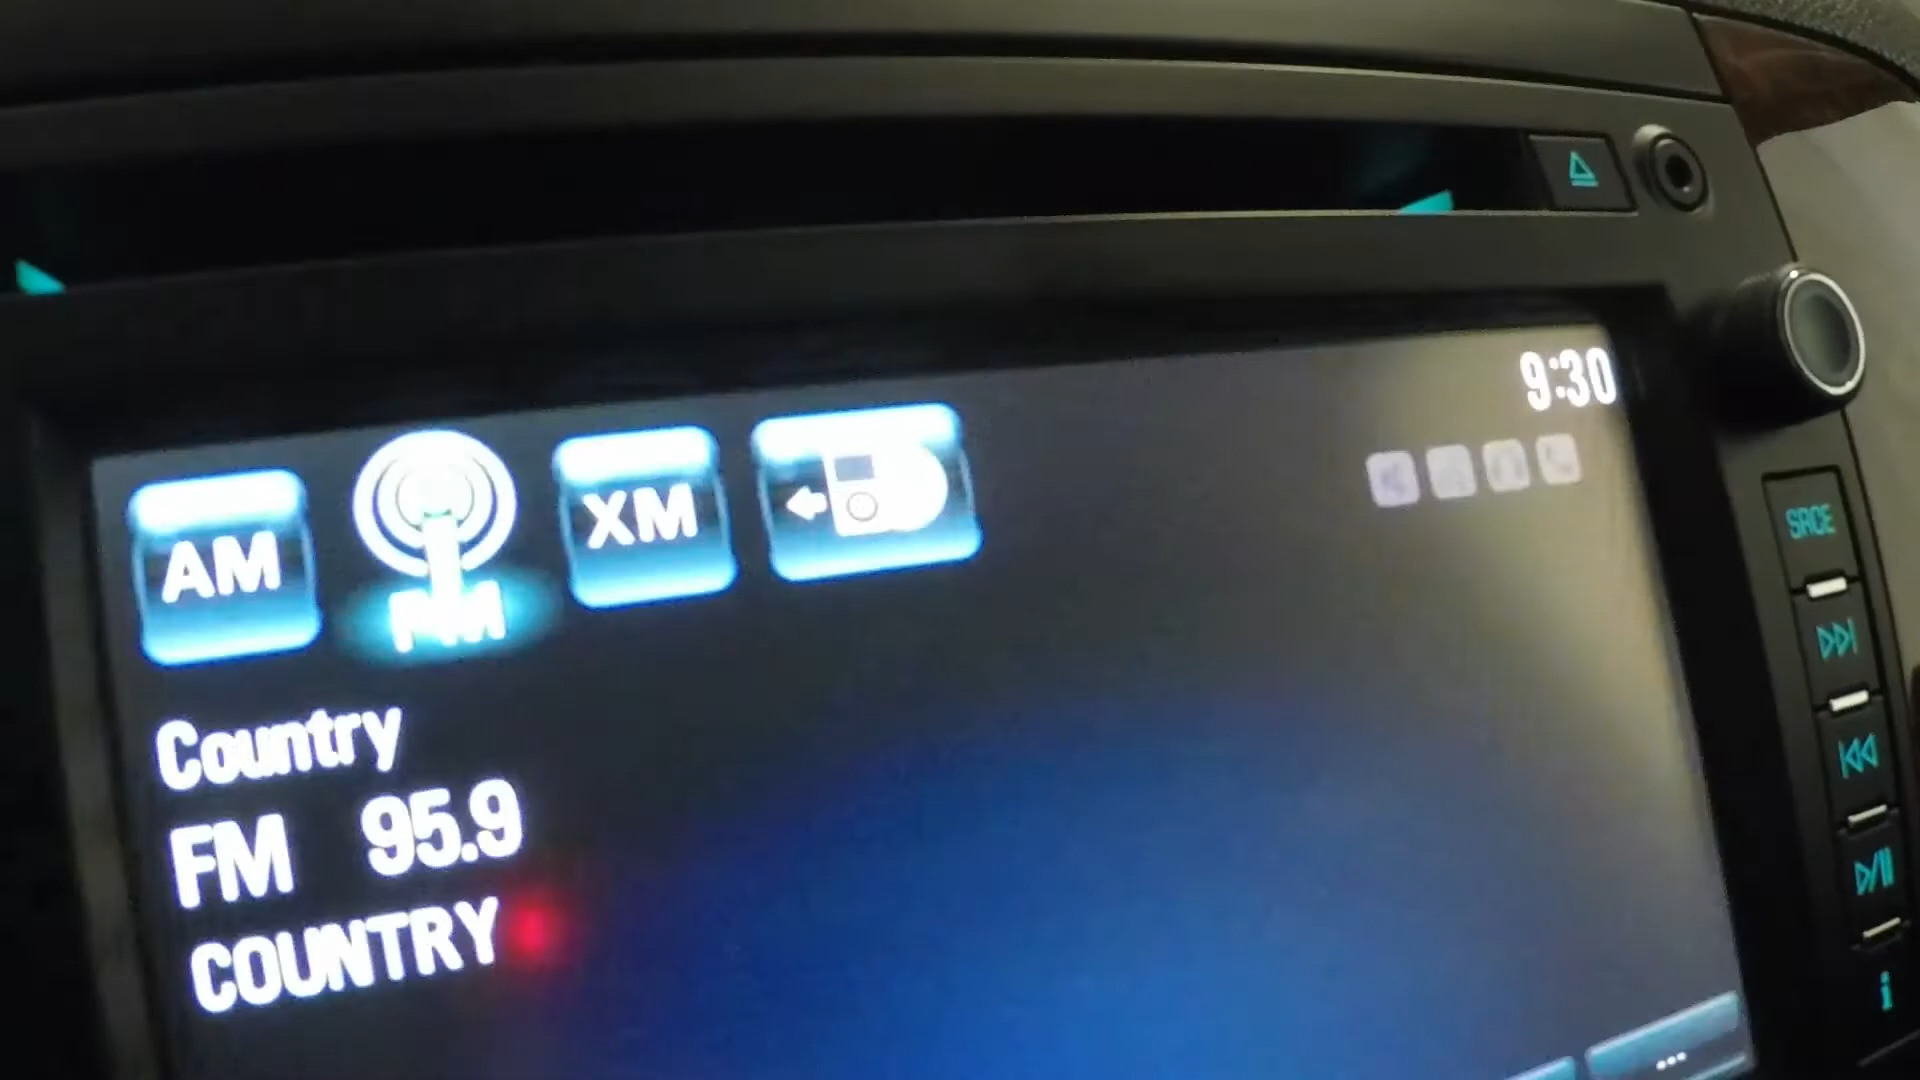 9:30
AM FM XM
Country
FM 95.9
COUNTRY
SRCE
i
...